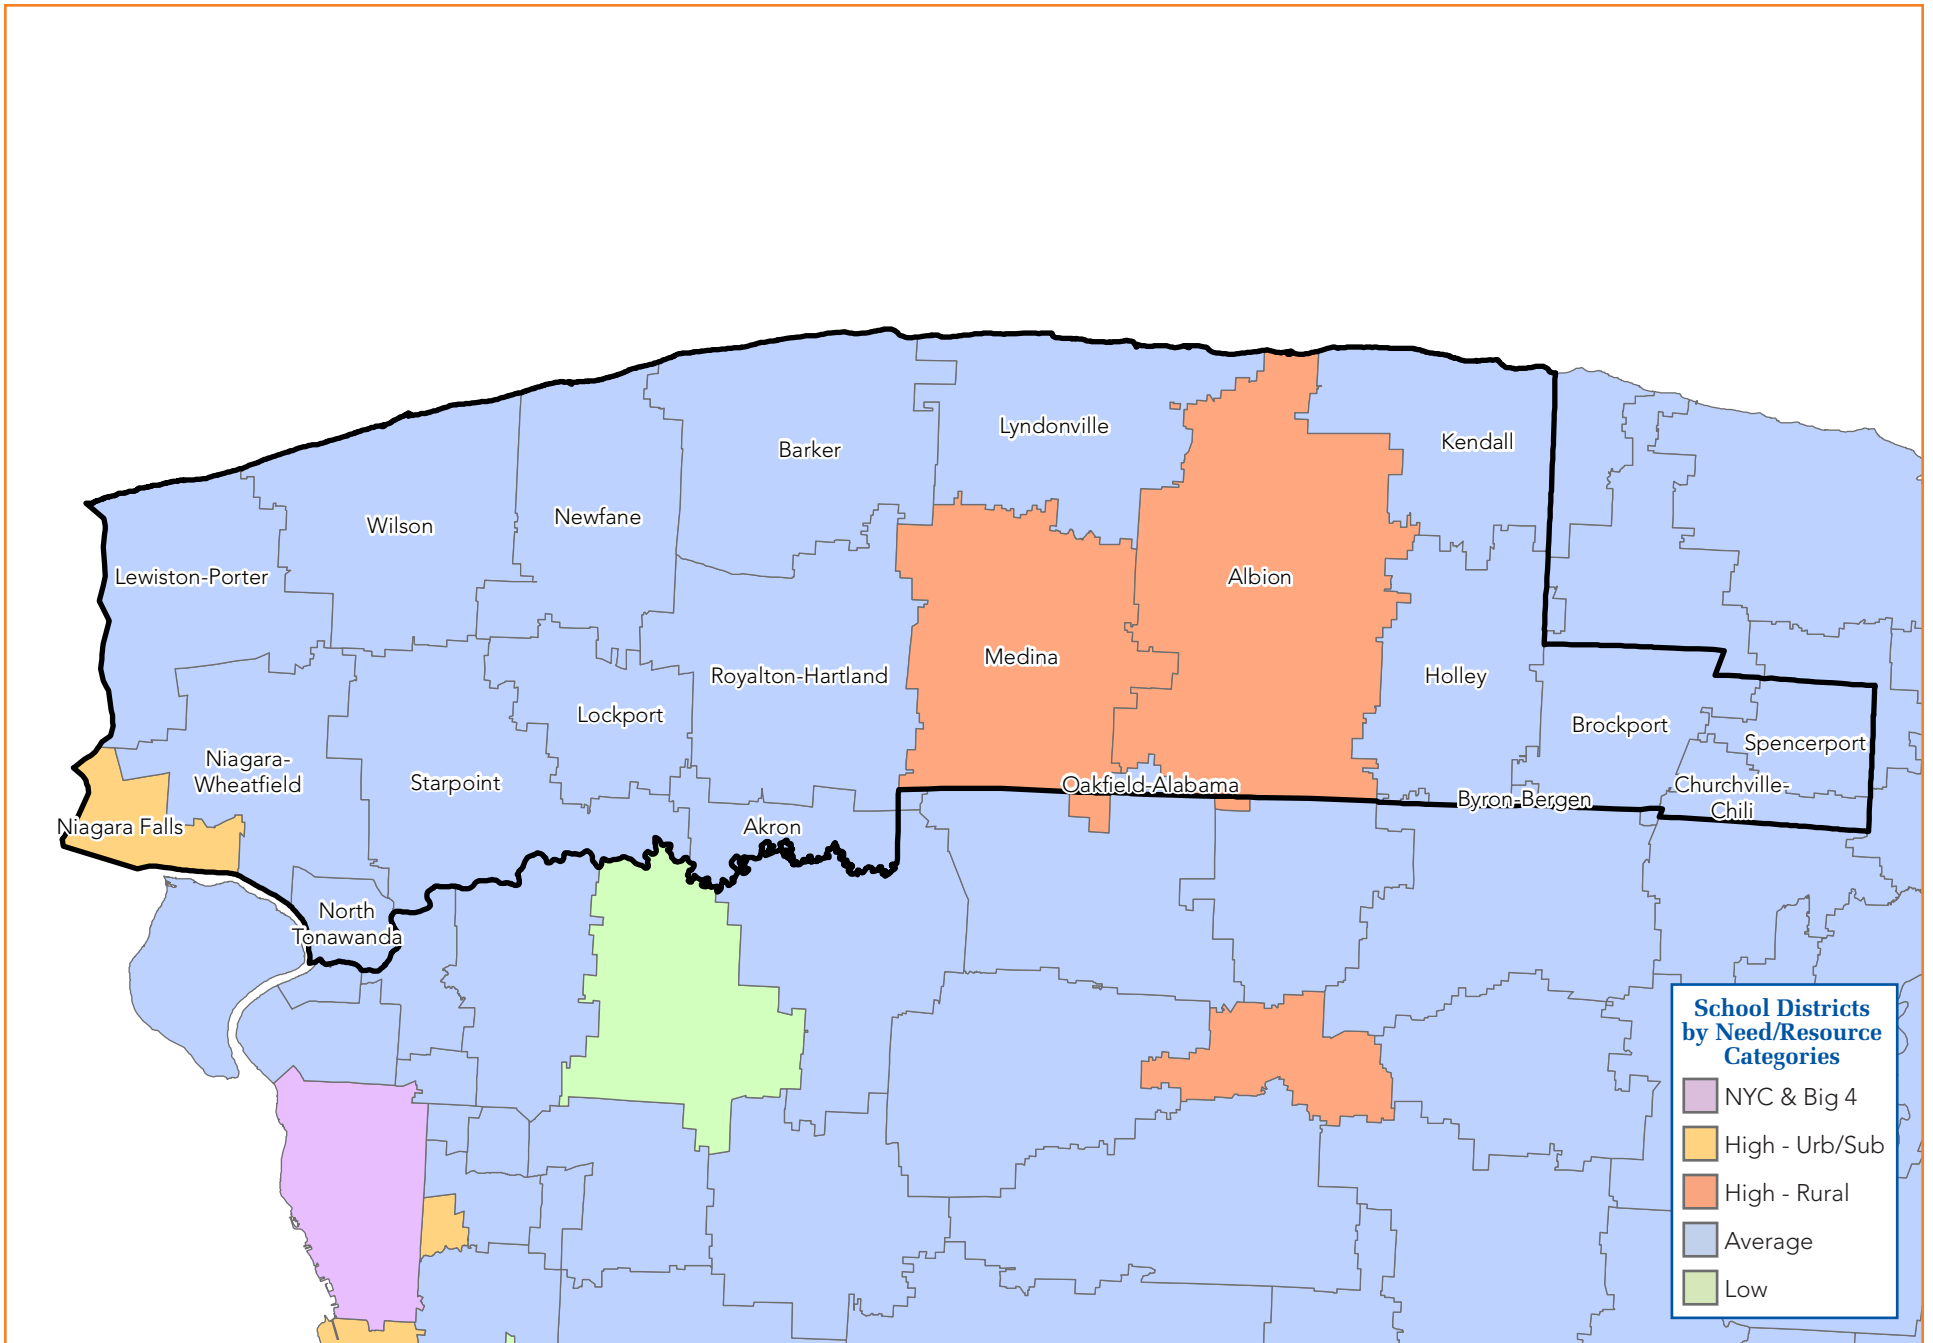 Lyndonville
Kendall
Barker
Newfane
Wilson
Lewiston-Porter
Albion
Medina
Royalton-Hartland
Holley
Lockport
Brockport
Spencerport
Niagara-
Wheatfield
Starpoint
Oakfield-Alabama
Churchville-
Chili
Byron-Bergen
Niagara Falls
Akron
North
Tonawanda
School Districts
by Need/Resource
Categories
NYC & Big 4
High - Urb/Sub
High - Rural
Average
Low